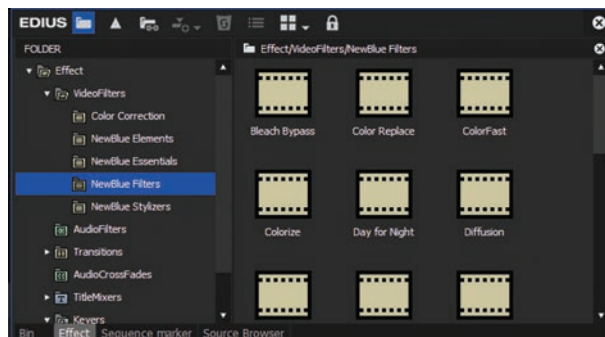 EDIUS
FOLDER
Effect/VideoFilters/NewBlue Filters
Effect
VideoFilters
Color Correction
NewBlue Elements
NewBlue Essentials
NewBlue Filters
NewBlue Stylizers
AudioFilters
Transitions
AudioCrossFades
TitleMixers
Keyers
Bleach Bypass Color Replace ColorFast
Colorize Day for Night Diffusion
Bin Effect Sequence marker Source Browser